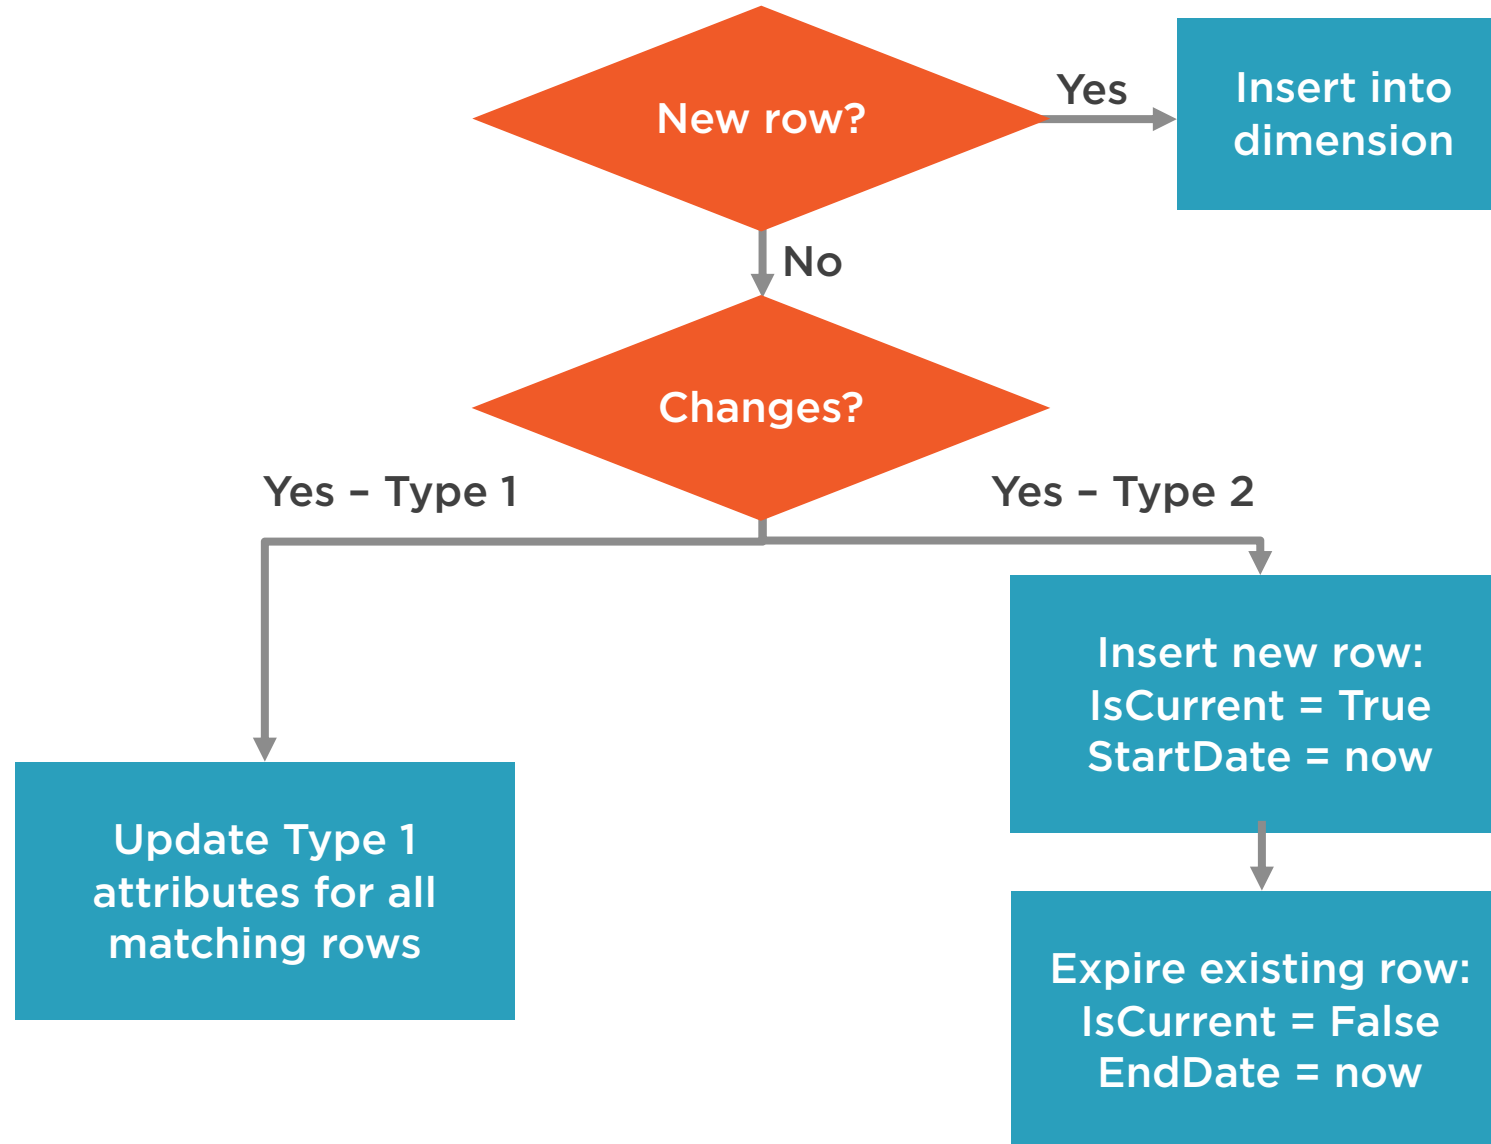 New row?
Yes
Insert into
dimension
No
Changes?
Yes – Type 1
Yes – Type 2
Insert new row:
IsCurrent = True
StartDate = now
Update Type 1
attributes for all
matching rows
Expire existing row:
IsCurrent = False
EndDate = now